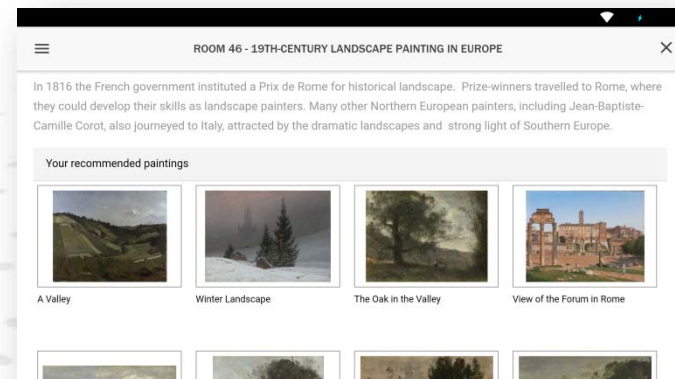 ROOM 46 - 19TH-CENTURY LANDSCAPE PAINTING IN EUROPE
In 1816 the French government instituted a Prix de Rome for historical landscape. Prize-winners travelled to Rome, where
they could develop their skills as landscape painters. Many other Northern European painters, including Jean-Baptiste-
Camille Corot, also journeyed to Italy, attracted by the dramatic landscapes and strong light of Southern Europe.
Your recommended paintings
A Valley
Winter Landscape
The Oak in the Valley
View of the Forum in Rome